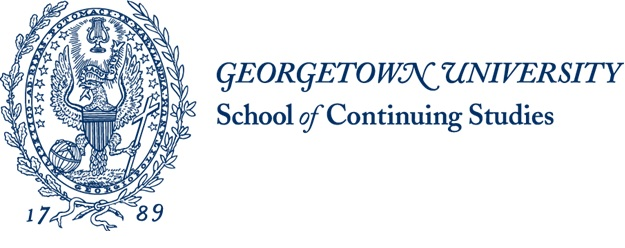 GEORGETOWN UNIVERSITY
School of Continuing Studies
17 89